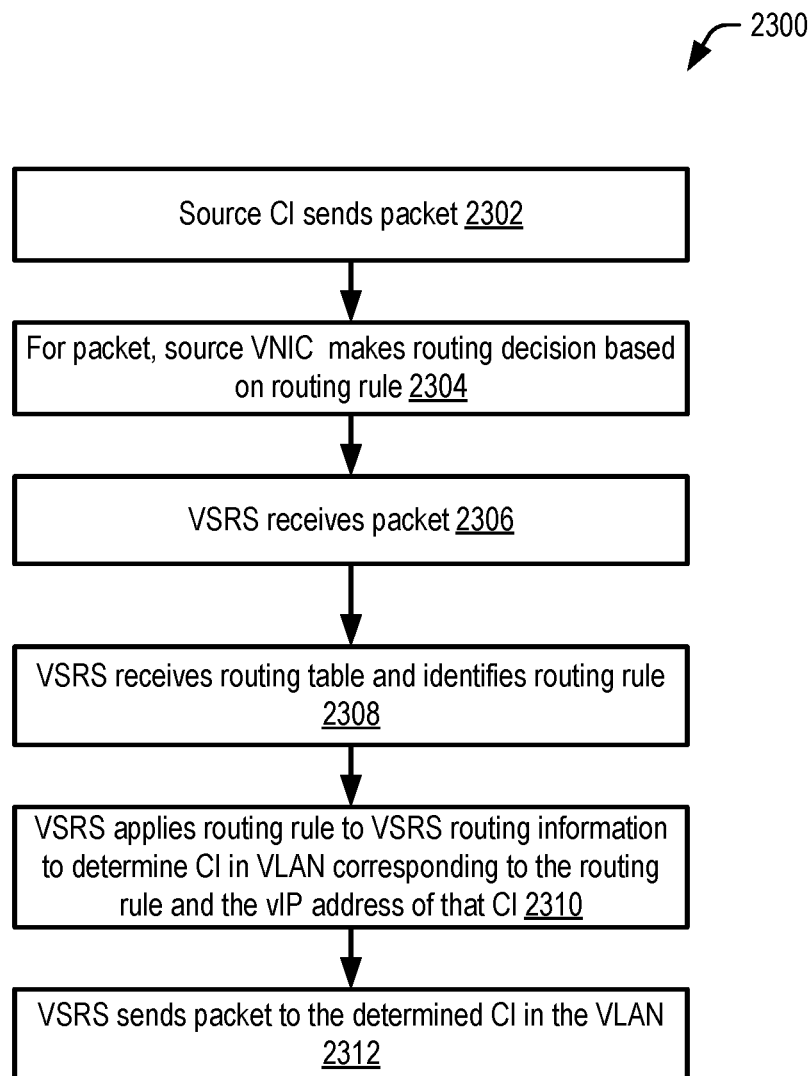 2300
Source CI sends packet 2302
For packet, source VNIC makes routing decision based
on routing rule 2304
VSRS receives packet 2306
VSRS receives routing table and identifies routing rule
2308
VSRS applies routing rule to VSRS routing information
to determine CI in VLAN corresponding to the routing
rule and the vIP address of that CI 2310
VSRS sends packet to the determined CI in the VLAN
2312